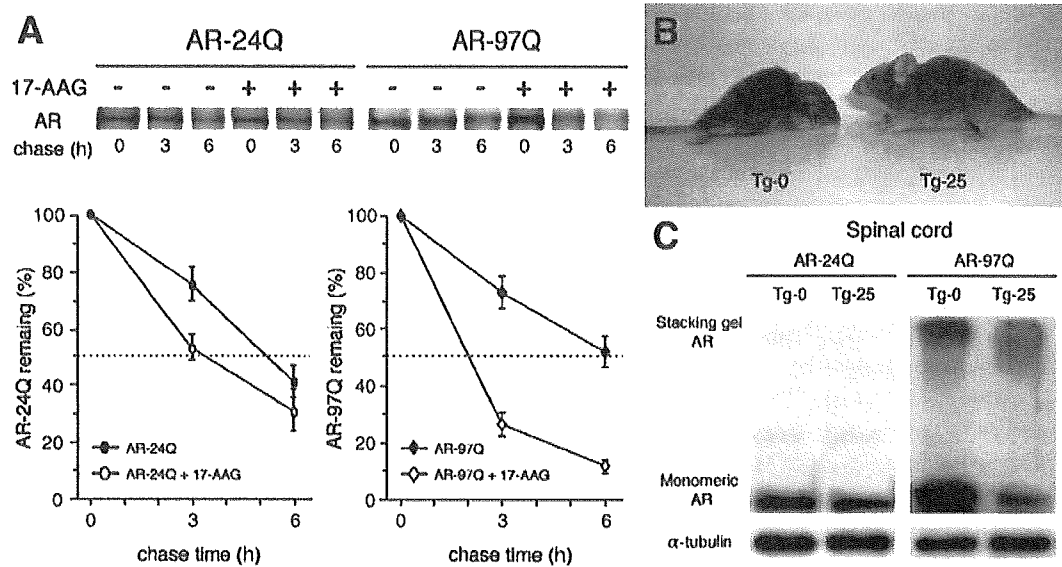 A
AR-24Q AR-97Q
17-AAG - - - + + + - - - + + +
AR
chase (h) 0 3 6 0 3 6 0 3 6 0 3 6
AR-24Q remaing (%)
100
80
60
40
20
0
AR-24Q
AR-24Q + 17-AAG
0 3 6
chase time (h)
AR-97Q remaing (%)
100
80
60
40
20
0
AR-97Q
AR-97Q + 17-AAG
0 3 6
chase time (h)
B
Tg-0 Tg-25
C
Spinal cord
AR-24Q AR-97Q
Tg-0 Tg-25 Tg-0 Tg-25
Stacking gel
AR
Monomeric
AR
α-tubulin